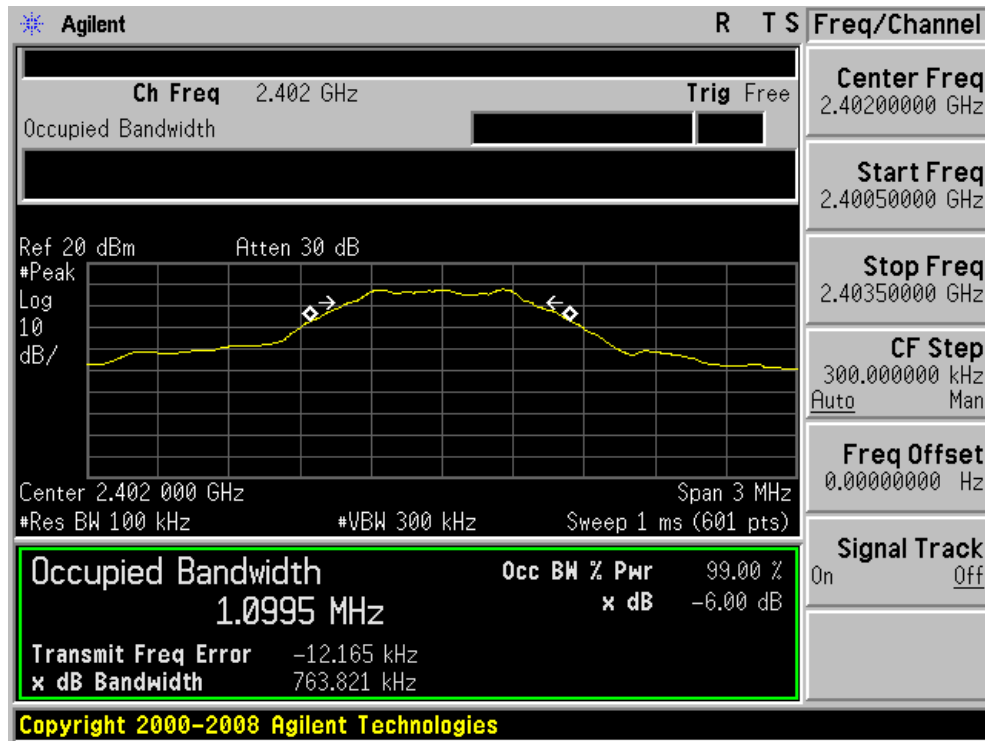 Agilent R T S Freq/Channel
Ch Freq 2.402 GHz Trig Free
Occupied Bandwidth
Center Freq
2.40200000 GHz
Start Freq
2.40050000 GHz
Stop Freq
2.40350000 GHz
CF Step
300.000000 kHz
Auto Man
Freq Offset
0.00000000 Hz
Signal Track
On Off
Ref 20 dBm Atten 30 dB
#Peak
Log
10
dB/
Center 2.402 000 GHz Span 3 MHz
#Res BW 100 kHz #VBW 300 kHz Sweep 1 ms (601 pts)
Occupied Bandwidth
1.0995 MHz
Occ BW % Pwr 99.00 %
x dB -6.00 dB
Transmit Freq Error -12.165 kHz
x dB Bandwidth 763.821 kHz
Copyright 2000-2008 Agilent Technologies